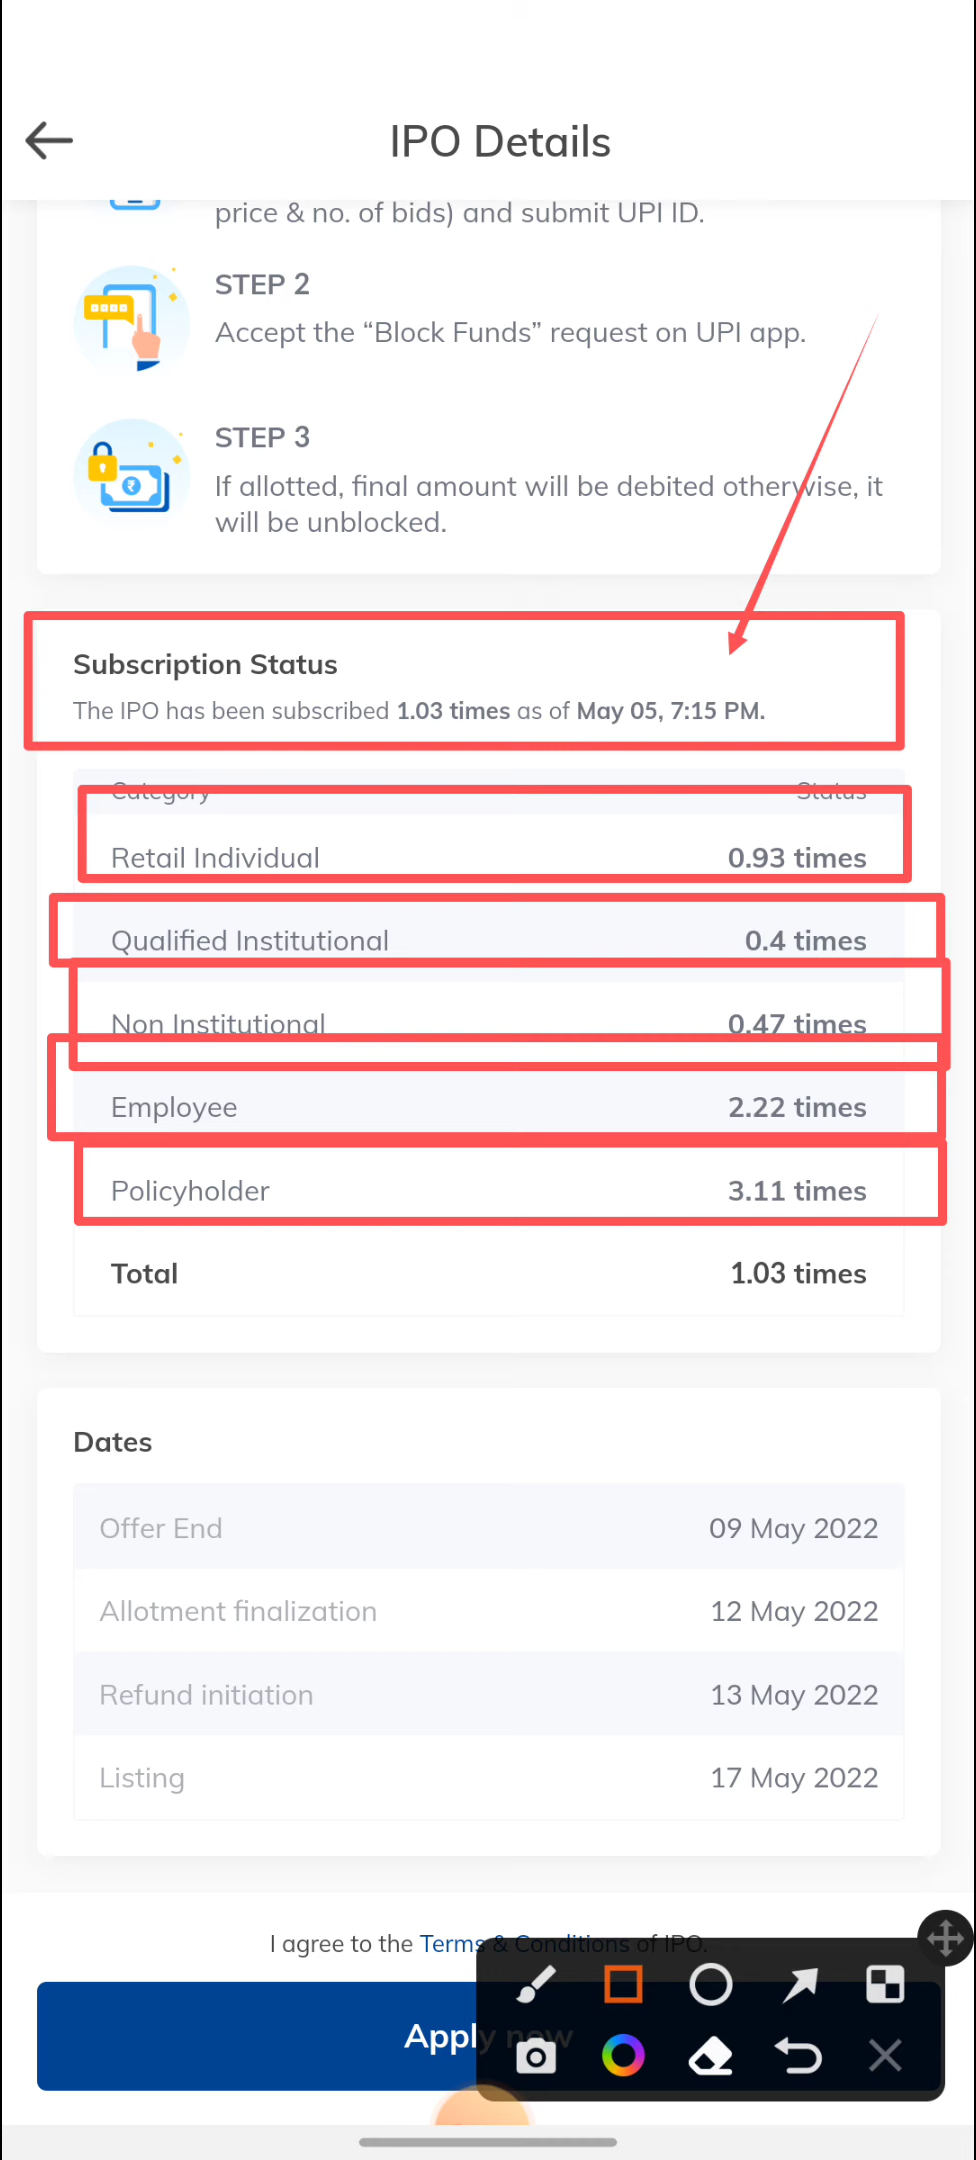 IPO Details
price & no. of bids) and submit UPI ID.
STEP 2
Accept the “Block Funds” request on UPI app.
STEP 3
If allotted, final amount will be debited otherwise, it
will be unblocked.
Subscription Status
The IPO has been subscribed 1.03 times as of May 05, 7:15 PM.
Category Status
Retail Individual 0.93 times
Qualified Institutional 0.4 times
Non Institutional 0.47 times
Employee 2.22 times
Policyholder 3.11 times
Total 1.03 times
Dates
Offer End 09 May 2022
Allotment finalization 12 May 2022
Refund initiation 13 May 2022
Listing 17 May 2022
I agree to the Terms & Conditions of IPO.
Apply now